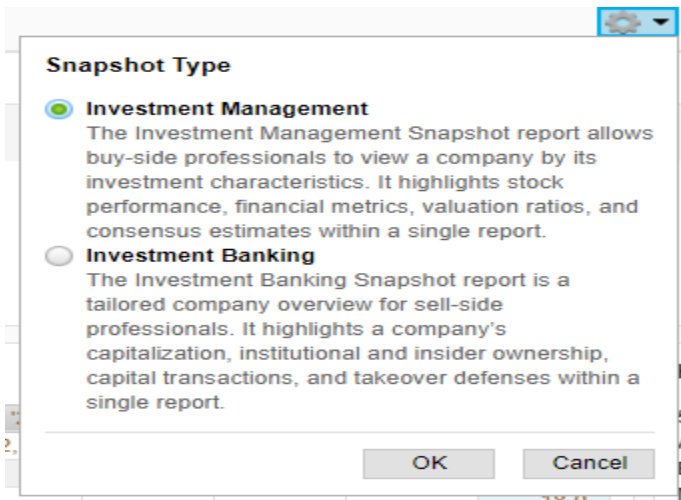 Snapshot Type
Investment Management
The Investment Management Snapshot report allows
buy-side professionals to view a company by its
investment characteristics. It highlights stock
performance, financial metrics, valuation ratios, and
consensus estimates within a single report.
Investment Banking
The Investment Banking Snapshot report is a
tailored company overview for sell-side
professionals. It highlights a company's
capitalization, institutional and insider ownership,
capital transactions, and takeover defenses within a
single report.
OK Cancel